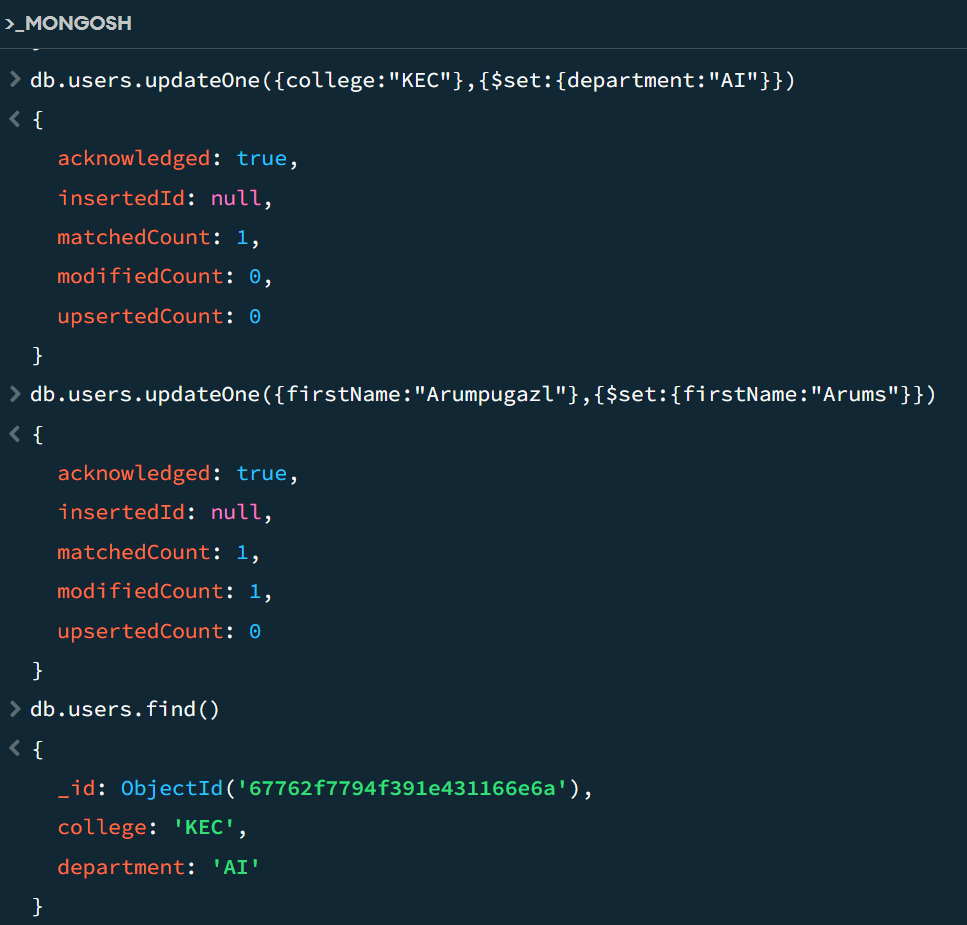 >_MONGOSH
> db.users.updateOne({college:"KEC"},{$set:{department:"AI"}})
< {
acknowledged: true,
insertedId: null,
matchedCount: 1,
modifiedCount: 0,
upsertedCount: 0
}
> db.users.updateOne({firstName:"Arumpugazl"},{$set:{firstName:"Arums"}})
< {
acknowledged: true,
insertedId: null,
matchedCount: 1,
modifiedCount: 1,
upsertedCount: 0
}
> db.users.find()
< {
_id: ObjectId('67762f7794f391e431166e6a'),
college: 'KEC',
department: 'AI'
}